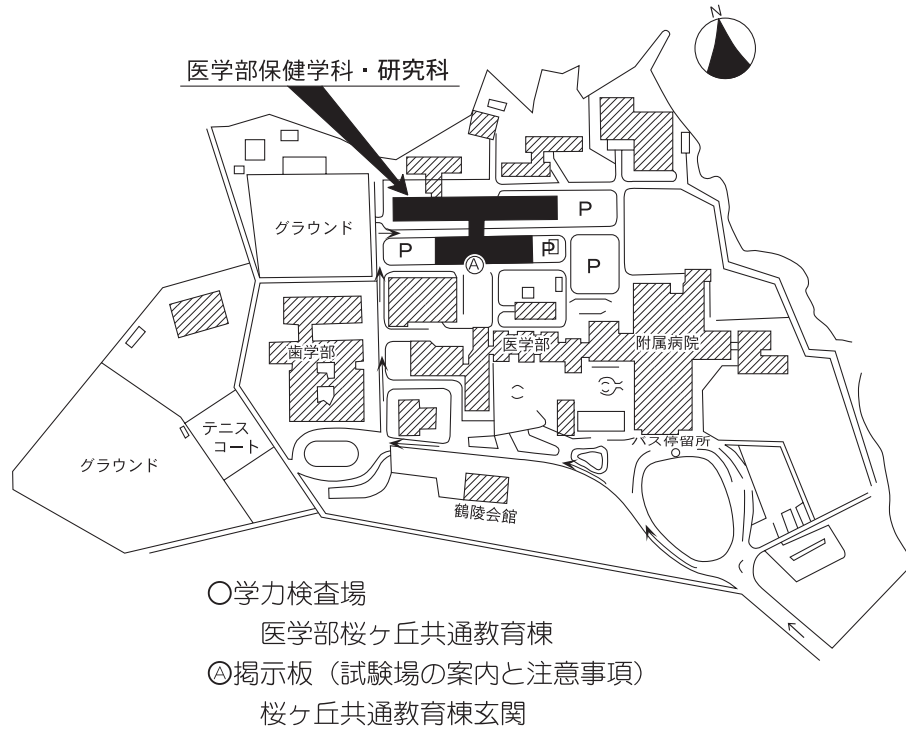 N
医学部保健学科・研究科
グラウンド
P
P
P
P
A
歯学部
医学部
附属病院
テニス
コート
グラウンド
バス停留所
鶴陵会館
○学力検査場
医学部桜ヶ丘共通教育棟
Ⓐ掲示板（試験場の案内と注意事項）
桜ヶ丘共通教育棟玄関